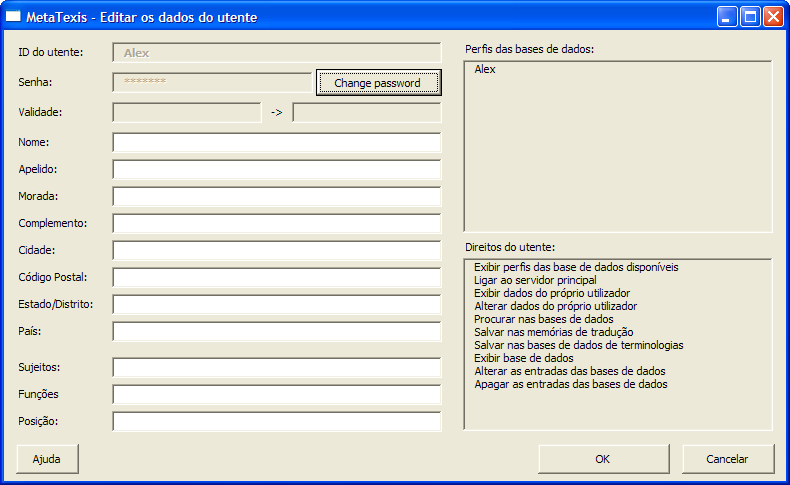 MetaTexis - Editar os dados do utente
ID do utente: Alex
Senha: ******* Change password
Validade: ->
Nome:
Apelido:
Morada:
Complemento:
Cidade:
Código Postal:
Estado/Distrito:
País:
Sujeitos:
Funções
Posição:
Perfis das bases de dados:
Alex
Direitos do utente:
Exibir perfis das base de dados disponíveis
Ligar ao servidor principal
Exibir dados do próprio utilizador
Alterar dados do próprio utilizador
Procurar nas bases de dados
Salvar nas memórias de tradução
Salvar nas bases de dados de terminologias
Exibir base de dados
Alterar as entradas das bases de dados
Apagar as entradas das bases de dados
Ajuda OK Cancelar